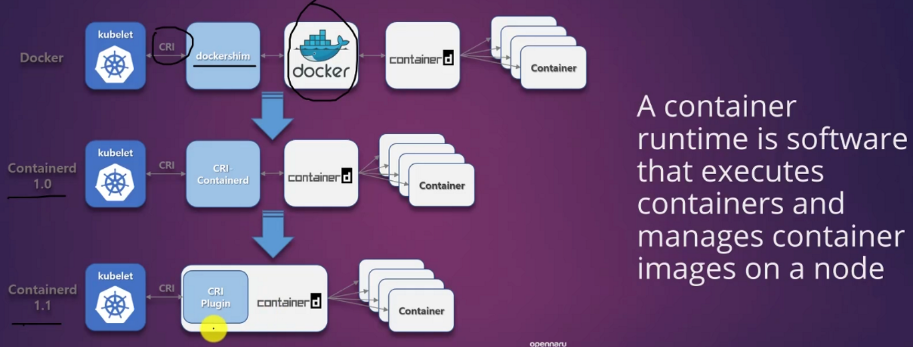 Docker
kubelet
CRI
dockershim
docker
containerd
Container
Containerd
1.0
kubelet
CRI
CRI-
Containerd
containerd
Container
Containerd
1.1
kubelet
CRI
CRI
Plugin
containerd
Container
A container
runtime is software
that executes
containers and
manages container
images on a node
opennaru